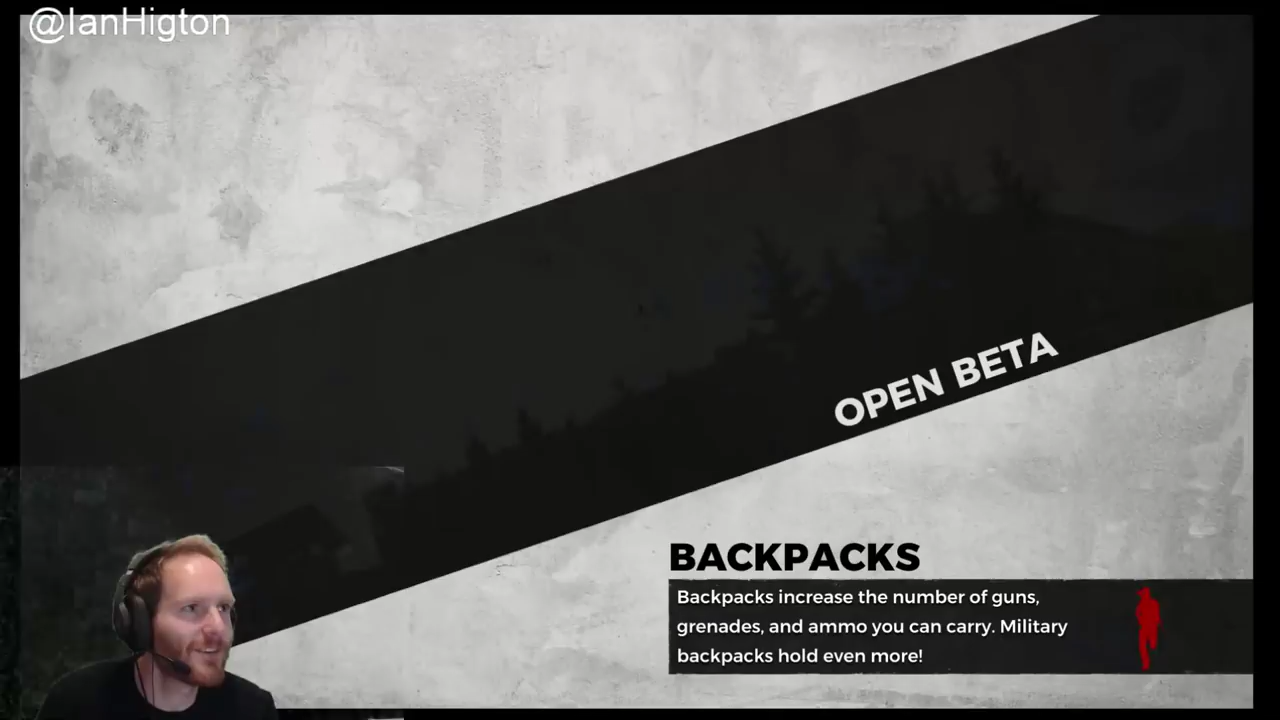 @IanHigton
OPEN BETA
BACKPACKS
Backpacks increase the number of guns,
grenades, and ammo you can carry. Military
backpacks hold even more!